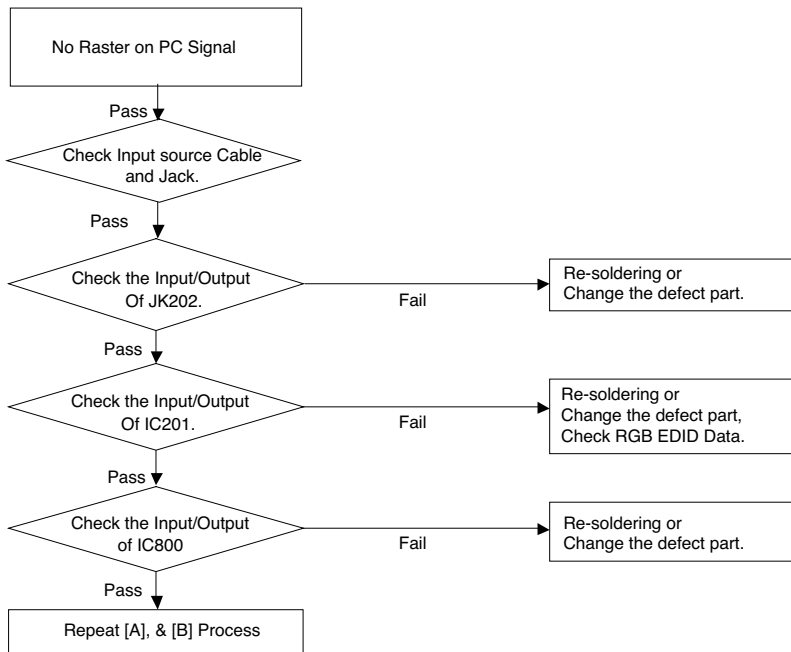 No Raster on PC Signal
Pass
Check Input source Cable
and Jack.
Pass
Check the Input/Output
Of JK202.
Fail
Re-soldering or
Change the defect part.
Pass
Check the Input/Output
Of IC201.
Fail
Re-soldering or
Change the defect part,
Check RGB EDID Data.
Pass
Check the Input/Output
of IC800
Fail
Re-soldering or
Change the defect part.
Pass
Repeat [A], & [B] Process